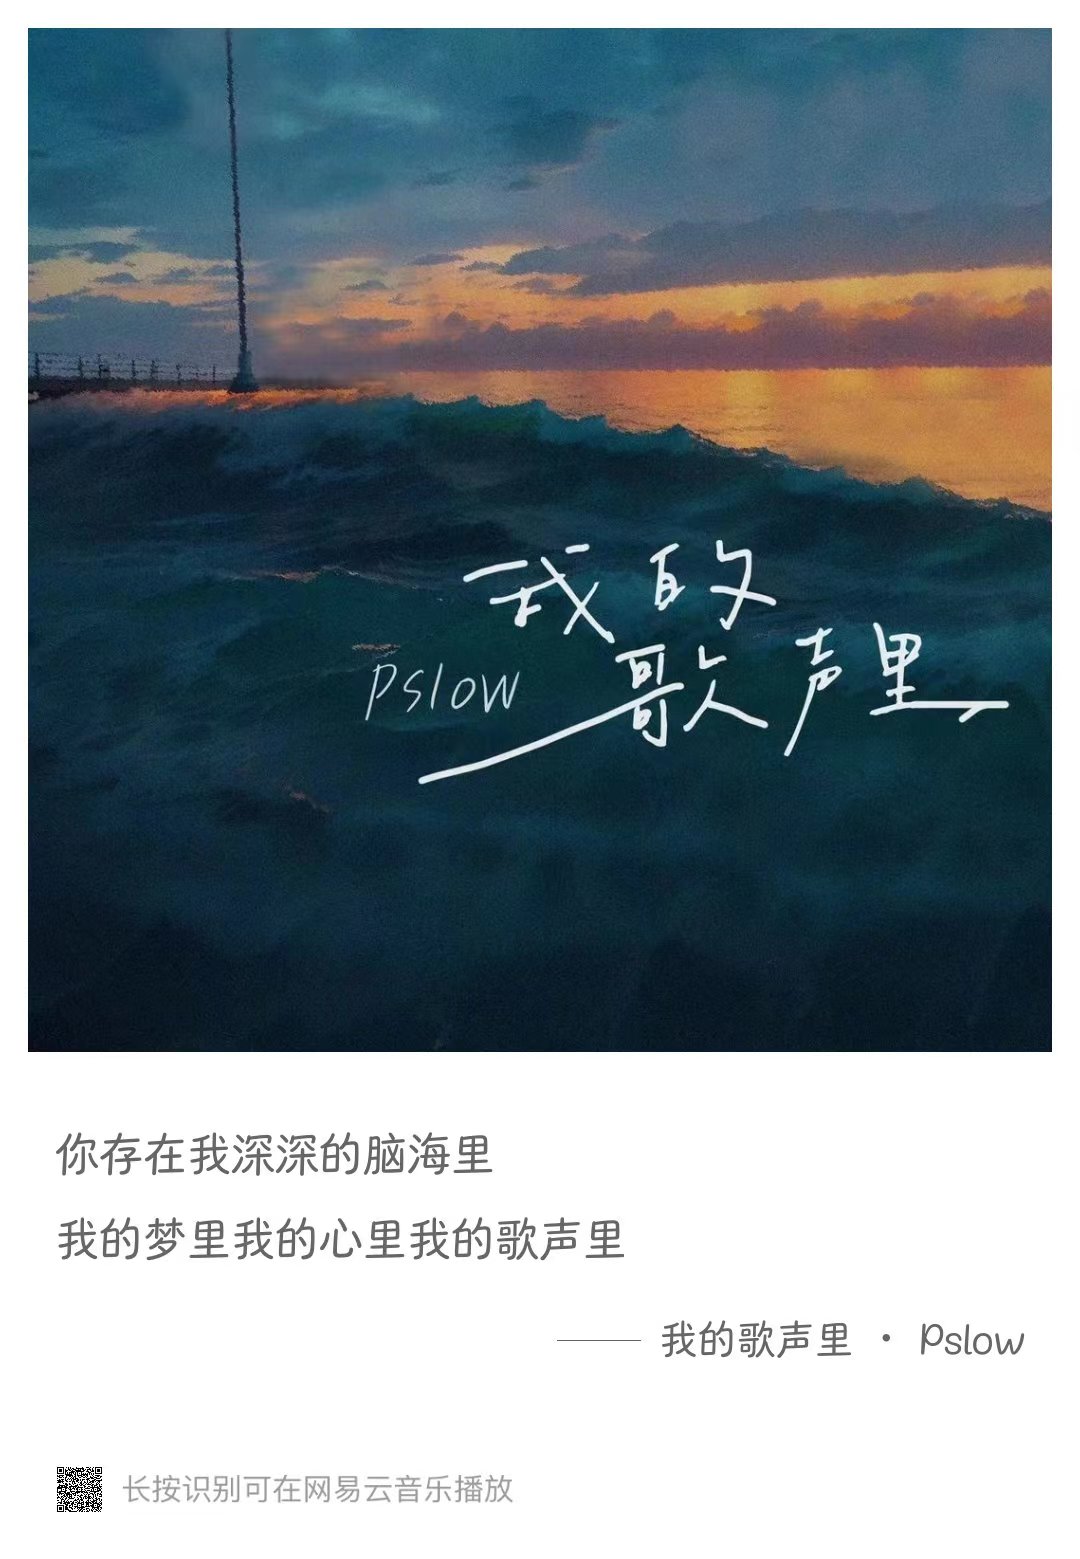 我的
歌声里
pslow
你存在我深深的脑海里
我的梦里我的心里我的歌声里
—— 我的歌声里 · Pslow
长按识别可在网易云音乐播放